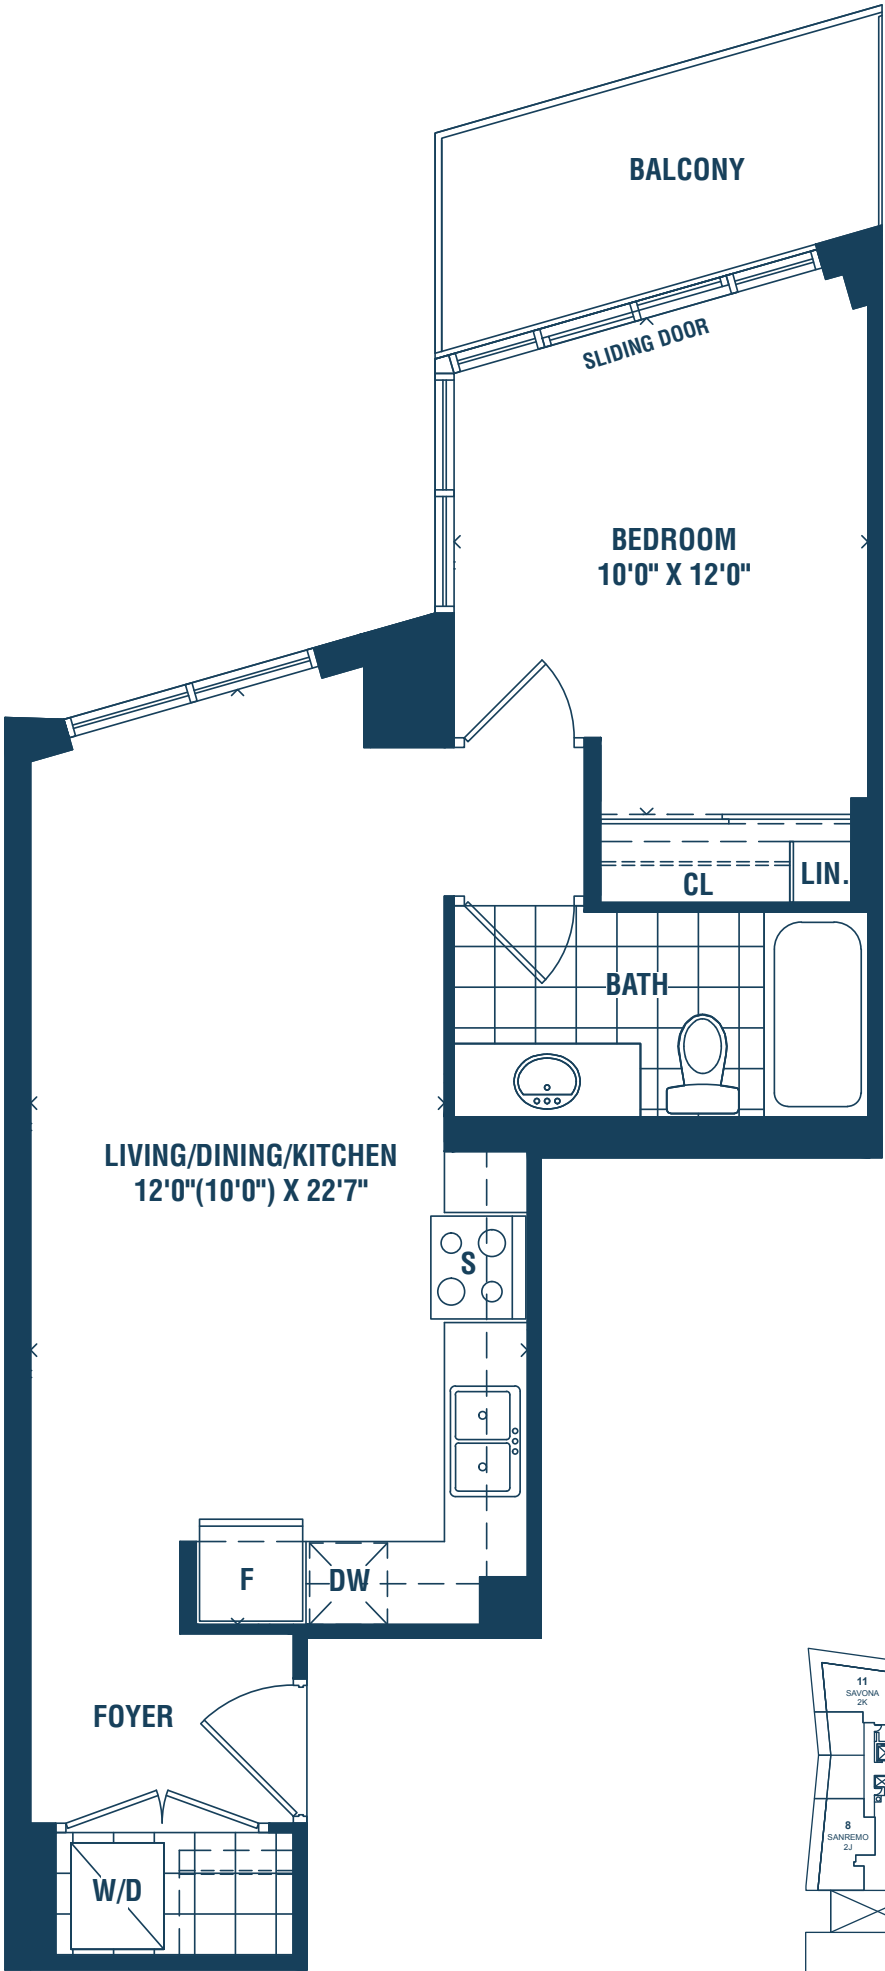 BALCONY
SLIDING DOOR
BEDROOM
10'0" X 12'0"
CL
LIN.
BATH
LIVING/DINING/KITCHEN
12'0"(10'0") X 22'7"
S
F
DW
FOYER
W/D
11
SAVONA
2K
8
SANREMO
2J